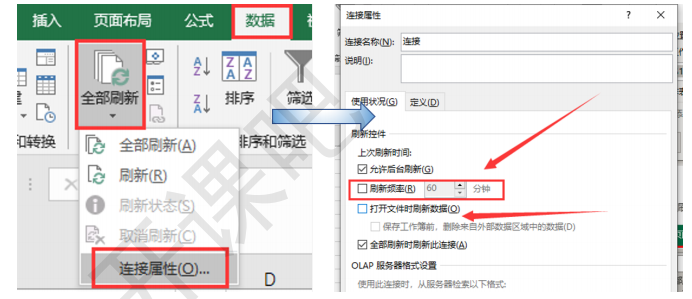 插入 页面布局 公式 数据
全部刷新
排序
筛选
和转换
排序和筛选
全部刷新(A)
刷新(R)
刷新状态(S)
取消刷新(C)
连接属性(O)...
D
开课吧
连接属性
连接名称(N): 连接
说明(I):
使用状况(G) 定义(D)
刷新控件
上次刷新时间:
允许后台刷新(G)
刷新频率(R) 60 分钟
打开文件时刷新数据(O)
保存工作簿前，删除来自外部数据区域中的数据(D)
全部刷新时刷新此连接(A)
OLAP 服务器格式设置
使用此连接时，从服务器检索以下格式: